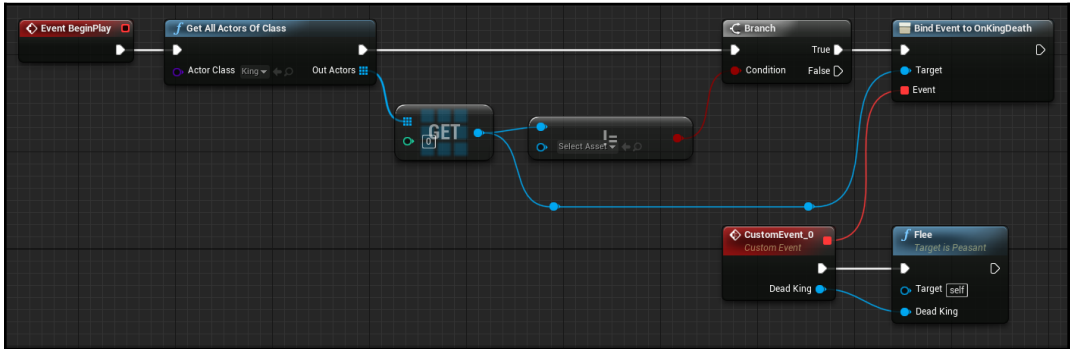 Event BeginPlay
Get All Actors Of Class
Actor Class King Out Actors
GET
0
!=
Select Asset
Branch
True
Condition False
Bind Event to OnKingDeath
Target
Event
CustomEvent_0
Custom Event
Dead King
Flee
Target is Peasant
Target self
Dead King